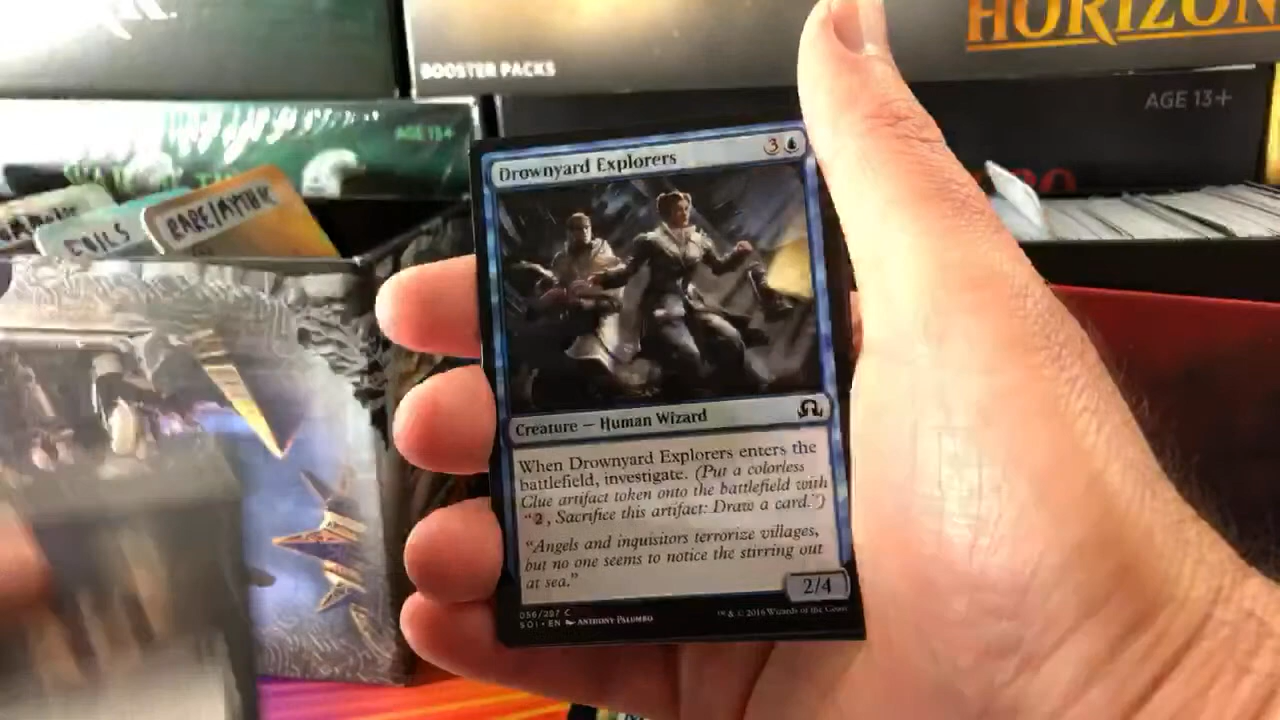 HORIZON
BOOSTER PACKS
AGE 13+
AGE 13+
FOILS
RARE/MYTHIC
Drownyard Explorers
3
Creature — Human Wizard
When Drownyard Explorers enters the
battlefield, investigate. (Put a colorless
Clue artifact token onto the battlefield with
“2, Sacrifice this artifact: Draw a card.”)
“Angels and inquisitors terrorize villages,
but no one seems to notice the stirring out
at sea.”
2/4
056/297 C
SOI • EN ANTHONY PALUMBO
™ & © 2016 Wizards of the Coast